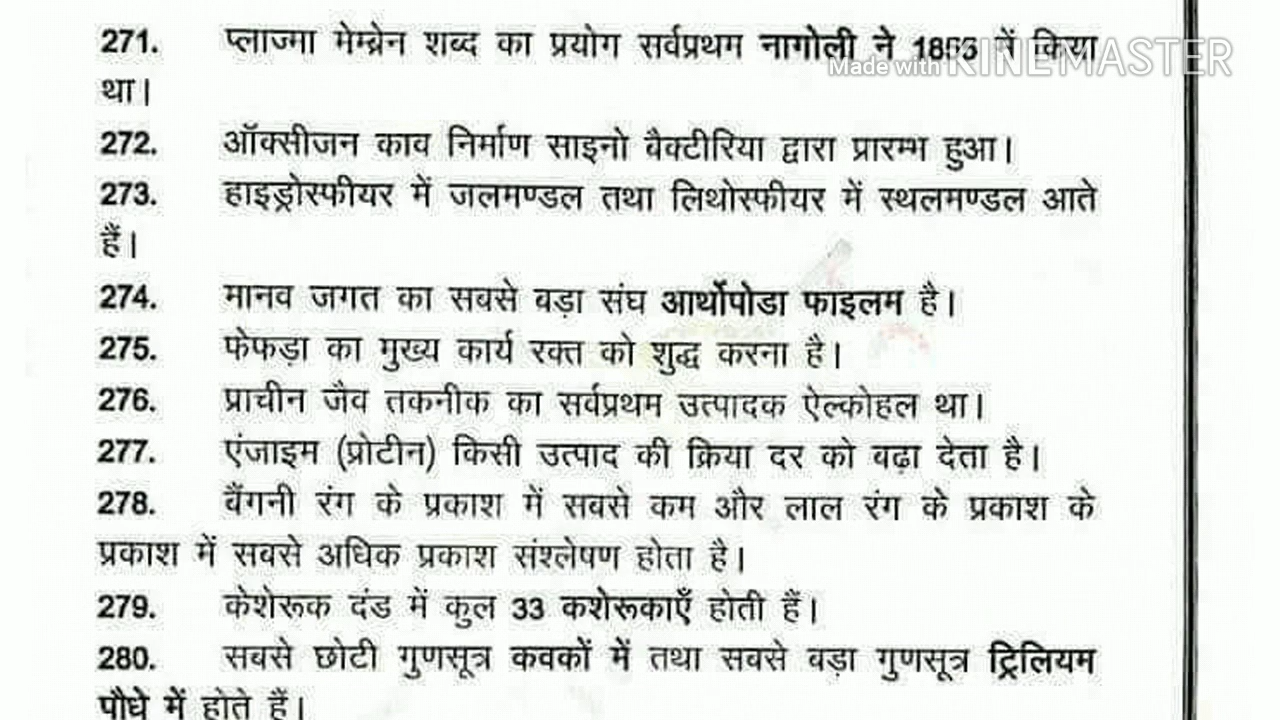 271. प्लाज्मा मेम्ब्रेन शब्द का प्रयोग सर्वप्रथम नागोली ने 1855 में किया
Made with KINEMASTER
था।
272. ऑक्सीजन काव निर्माण साइनो बैक्टीरिया द्वारा प्रारम्भ हुआ।
273. हाइड्रोस्फीयर में जलमण्डल तथा लिथोस्फीयर में स्थलमण्डल आते
हैं।
274. मानव जगत का सबसे बड़ा संघ आर्थोपोडा फाइलम है।
275. फेफड़ा का मुख्य कार्य रक्त को शुद्ध करना है।
276. प्राचीन जैव तकनीक का सर्वप्रथम उत्पादक ऐल्कोहल था।
277. एंजाइम (प्रोटीन) किसी उत्पाद की क्रिया दर को बढ़ा देता है।
278. बैंगनी रंग के प्रकाश में सबसे कम और लाल रंग के प्रकाश के
प्रकाश में सबसे अधिक प्रकाश संश्लेषण होता है।
279. केशेरूक दंड में कुल 33 कशेरूकाएँ होती हैं।
280. सबसे छोटी गुणसूत्र कवकों में तथा सबसे बड़ा गुणसूत्र ट्रिलियम
पौधे में होते हैं।